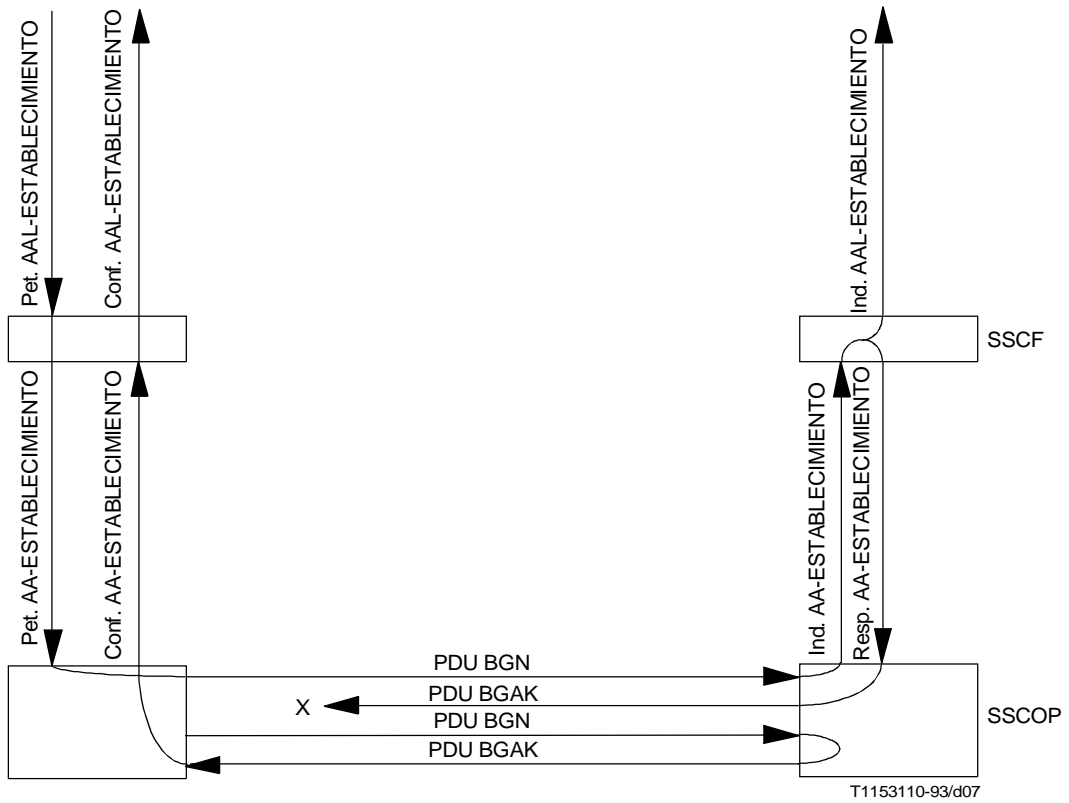 Pet. AAL-ESTABLECIMIENTO
Conf. AAL-ESTABLECIMIENTO
Ind. AAL-ESTABLECIMIENTO
SSCF
Pet. AA-ESTABLECIMIENTO
Conf. AA-ESTABLECIMIENTO
Ind. AA-ESTABLECIMIENTO
Resp. AA-ESTABLECIMIENTO
PDU BGN
X
PDU BGAK
PDU BGN
PDU BGAK
SSCOP
T1153110-93/d07